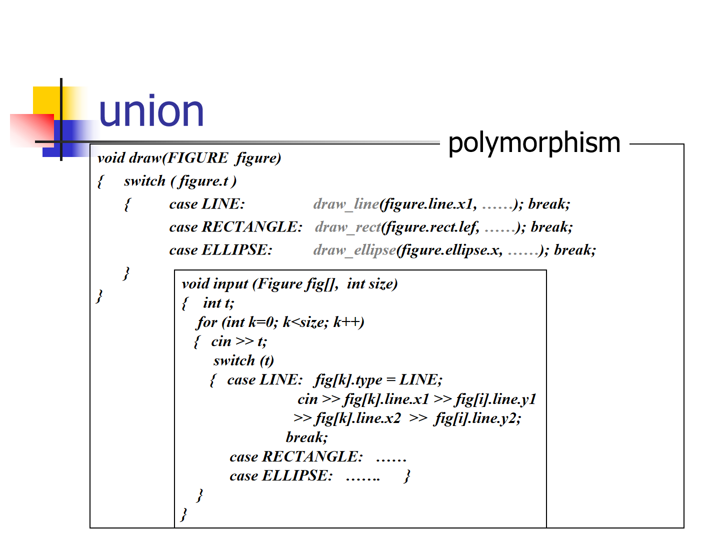 union
polymorphism
void draw(FIGURE figure)
{ switch ( figure.t )
{ case LINE: draw_line(figure.line.x1, ……); break;
case RECTANGLE: draw_rect(figure.rect.lef, ……); break;
case ELLIPSE: draw_ellipse(figure.ellipse.x, ……); break;
}
}
void input (Figure fig[], int size)
{ int t;
for (int k=0; k<size; k++)
{ cin >> t;
switch (t)
{ case LINE: fig[k].type = LINE;
cin >> fig[k].line.x1 >> fig[i].line.y1
>> fig[k].line.x2 >> fig[i].line.y2;
break;
case RECTANGLE: ……
case ELLIPSE: ……. }
}
}